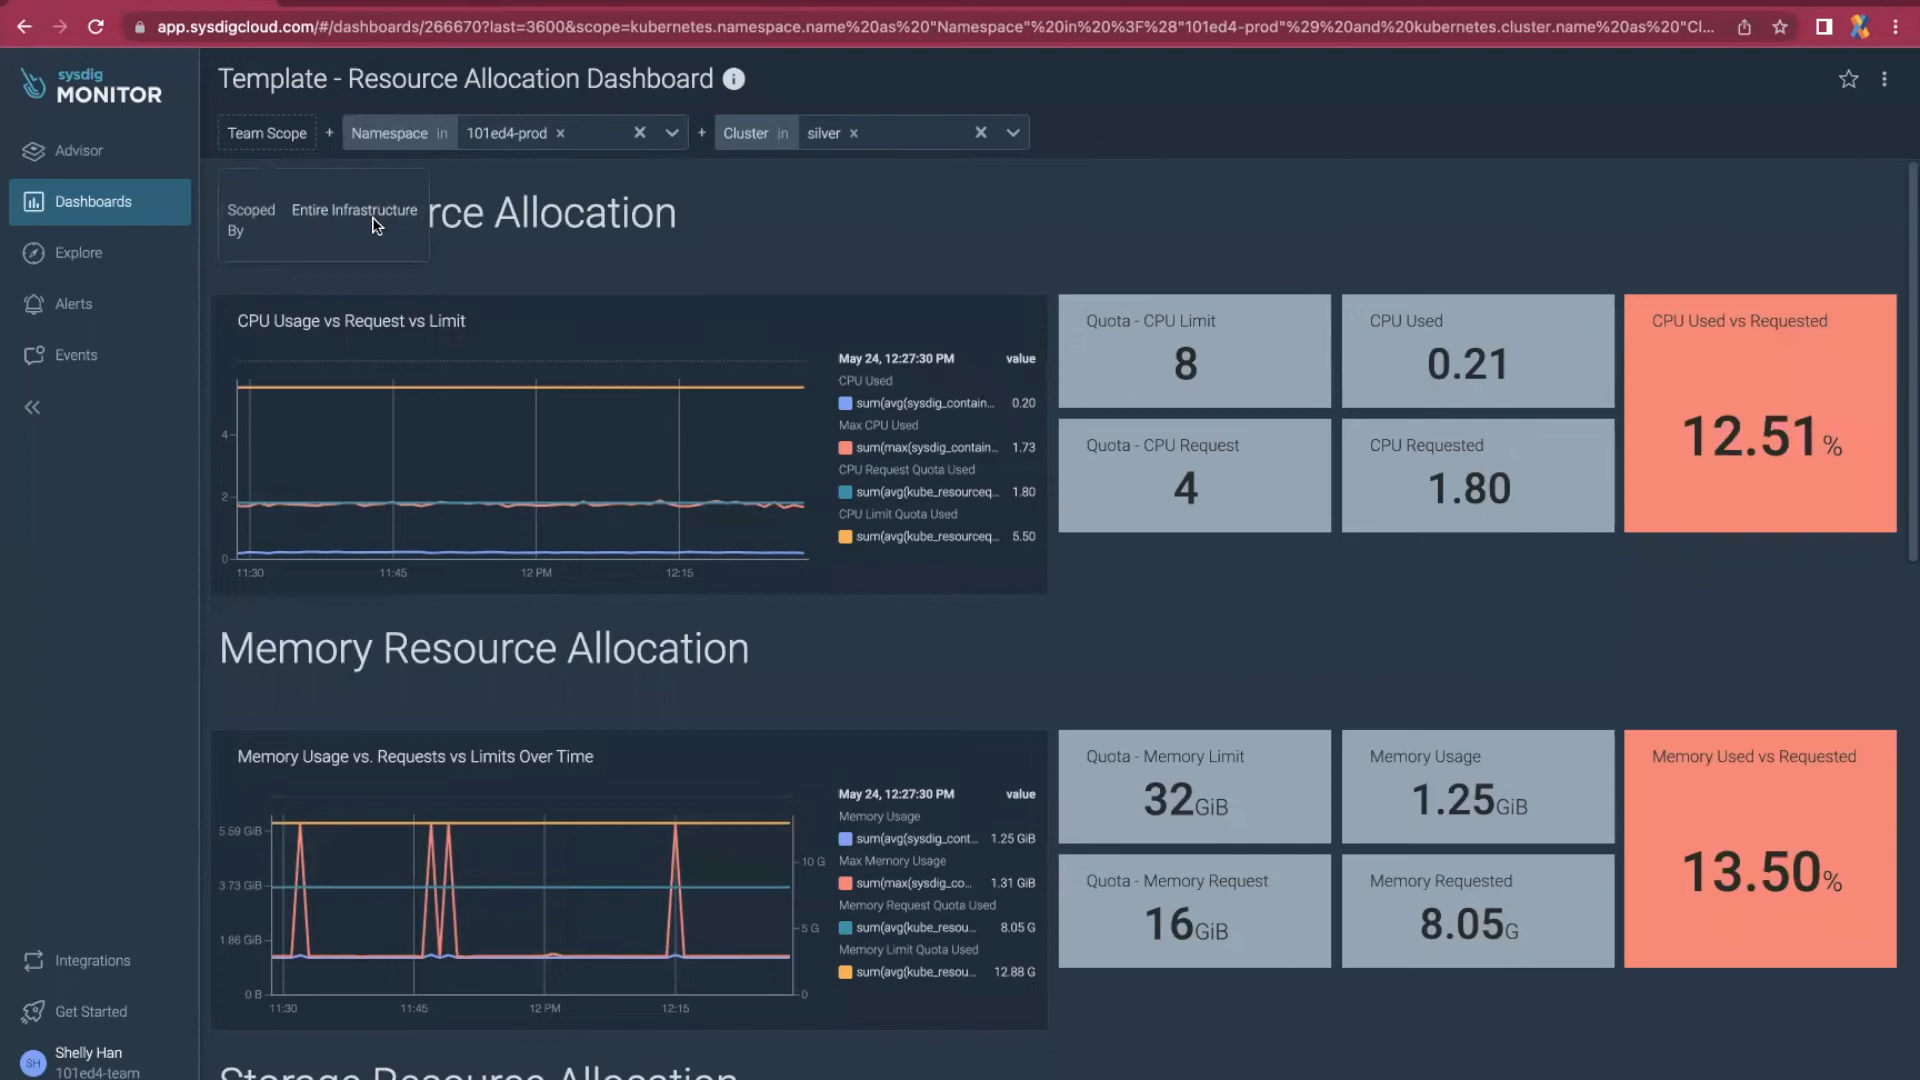 app.sysdigcloud.com/#/dashboards/266670?last=3600&scope=kubernetes.namespace.name%20as%20"Namespace"%20in%20%3F%28"101ed4-prod"%29%20and%20kubernetes.cluster.name%20as%20"Cl...
sysdig
MONITOR
Template - Resource Allocation Dashboard
Team Scope + Namespace in 101ed4-prod × + Cluster in silver ×
Advisor
Dashboards
Explore
Alerts
Events
Integrations
Get Started
SH
Shelly Han
101ed4-team
Scoped By Entire Infrastructure
rce Allocation
CPU Usage vs Request vs Limit
4
2
0
11:30 11:45 12 PM 12:15
May 24, 12:27:30 PM value
CPU Used
sum(avg(sysdig_contain... 0.20
Max CPU Used
sum(max(sysdig_contain... 1.73
CPU Request Quota Used
sum(avg(kube_resourceq... 1.80
CPU Limit Quota Used
sum(avg(kube_resourceq... 5.50
Quota - CPU Limit
8
CPU Used
0.21
CPU Used vs Requested
12.51%
Quota - CPU Request
4
CPU Requested
1.80
Memory Resource Allocation
Memory Usage vs. Requests vs Limits Over Time
5.59 GiB
3.73 GiB
1.86 GiB
0 B
10 G
5 G
0
11:30 11:45 12 PM 12:15
May 24, 12:27:30 PM value
Memory Usage
sum(avg(sysdig_cont... 1.25 GiB
Max Memory Usage
sum(max(sysdig_co... 1.31 GiB
Memory Request Quota Used
sum(avg(kube_resou... 8.05 G
Memory Limit Quota Used
sum(avg(kube_resou... 12.88 G
Quota - Memory Limit
32GiB
Memory Usage
1.25GiB
Memory Used vs Requested
13.50%
Quota - Memory Request
16GiB
Memory Requested
8.05G
Storage Resource Allocation